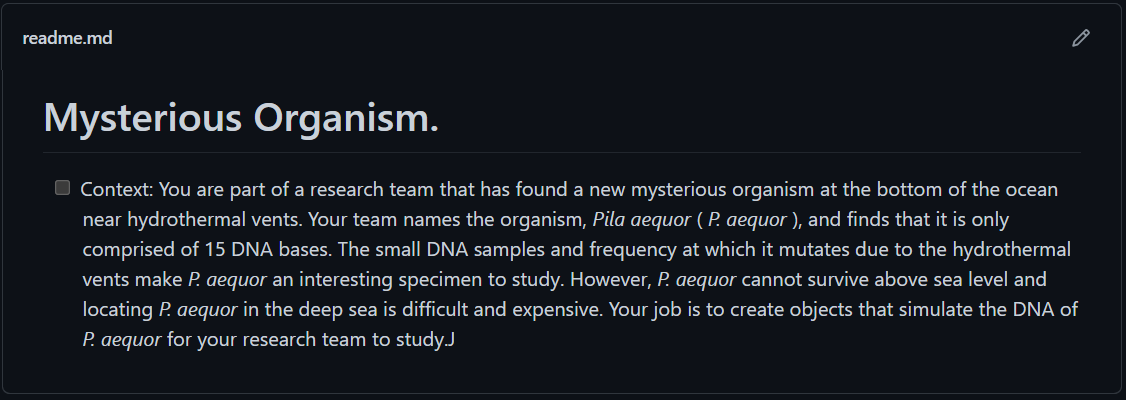 readme.md
Mysterious Organism.
Context: You are part of a research team that has found a new mysterious organism at the bottom of the ocean
near hydrothermal vents. Your team names the organism, Pila aequor ( P. aequor ), and finds that it is only
comprised of 15 DNA bases. The small DNA samples and frequency at which it mutates due to the hydrothermal
vents make P. aequor an interesting specimen to study. However, P. aequor cannot survive above sea level and
locating P. aequor in the deep sea is difficult and expensive. Your job is to create objects that simulate the DNA of
P. aequor for your research team to study.J